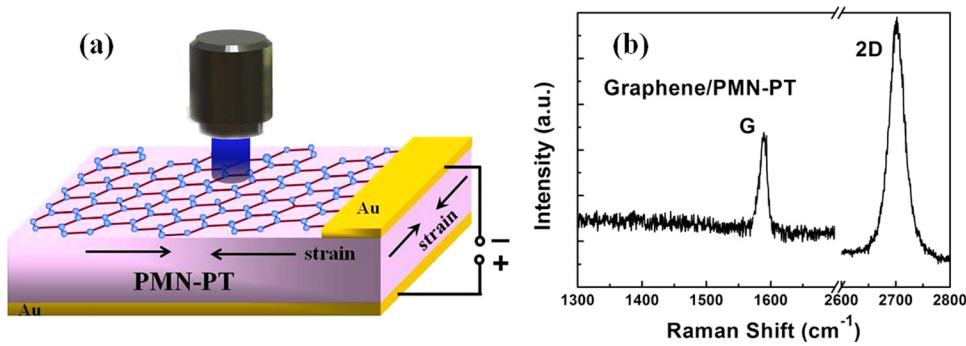 (a)
Au
strain
strain
PMN-PT
Au
−
+
(b)
2D
Graphene/PMN-PT
G
Intensity (a.u.)
1300 1400 1500 1600 2600 2700 2800
Raman Shift (cm⁻¹)